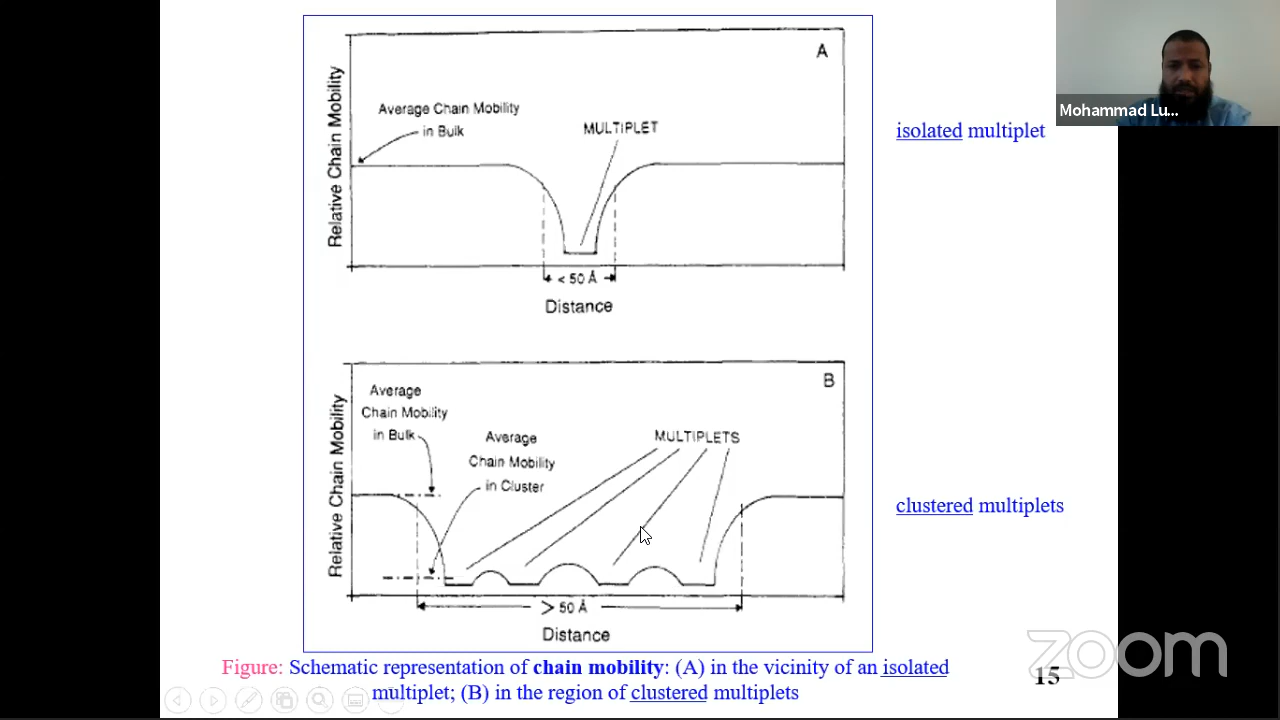 A
Relative Chain Mobility
Average Chain Mobility
in Bulk
MULTIPLET
< 50 Å
Distance
isolated multiplet
B
Relative Chain Mobility
Average
Chain Mobility
in Bulk
Average
Chain Mobility
in Cluster
MULTIPLETS
> 50 Å
Distance
clustered multiplets
Figure: Schematic representation of chain mobility: (A) in the vicinity of an isolated
multiplet; (B) in the region of clustered multiplets
15
Mohammad Lu...
zoom